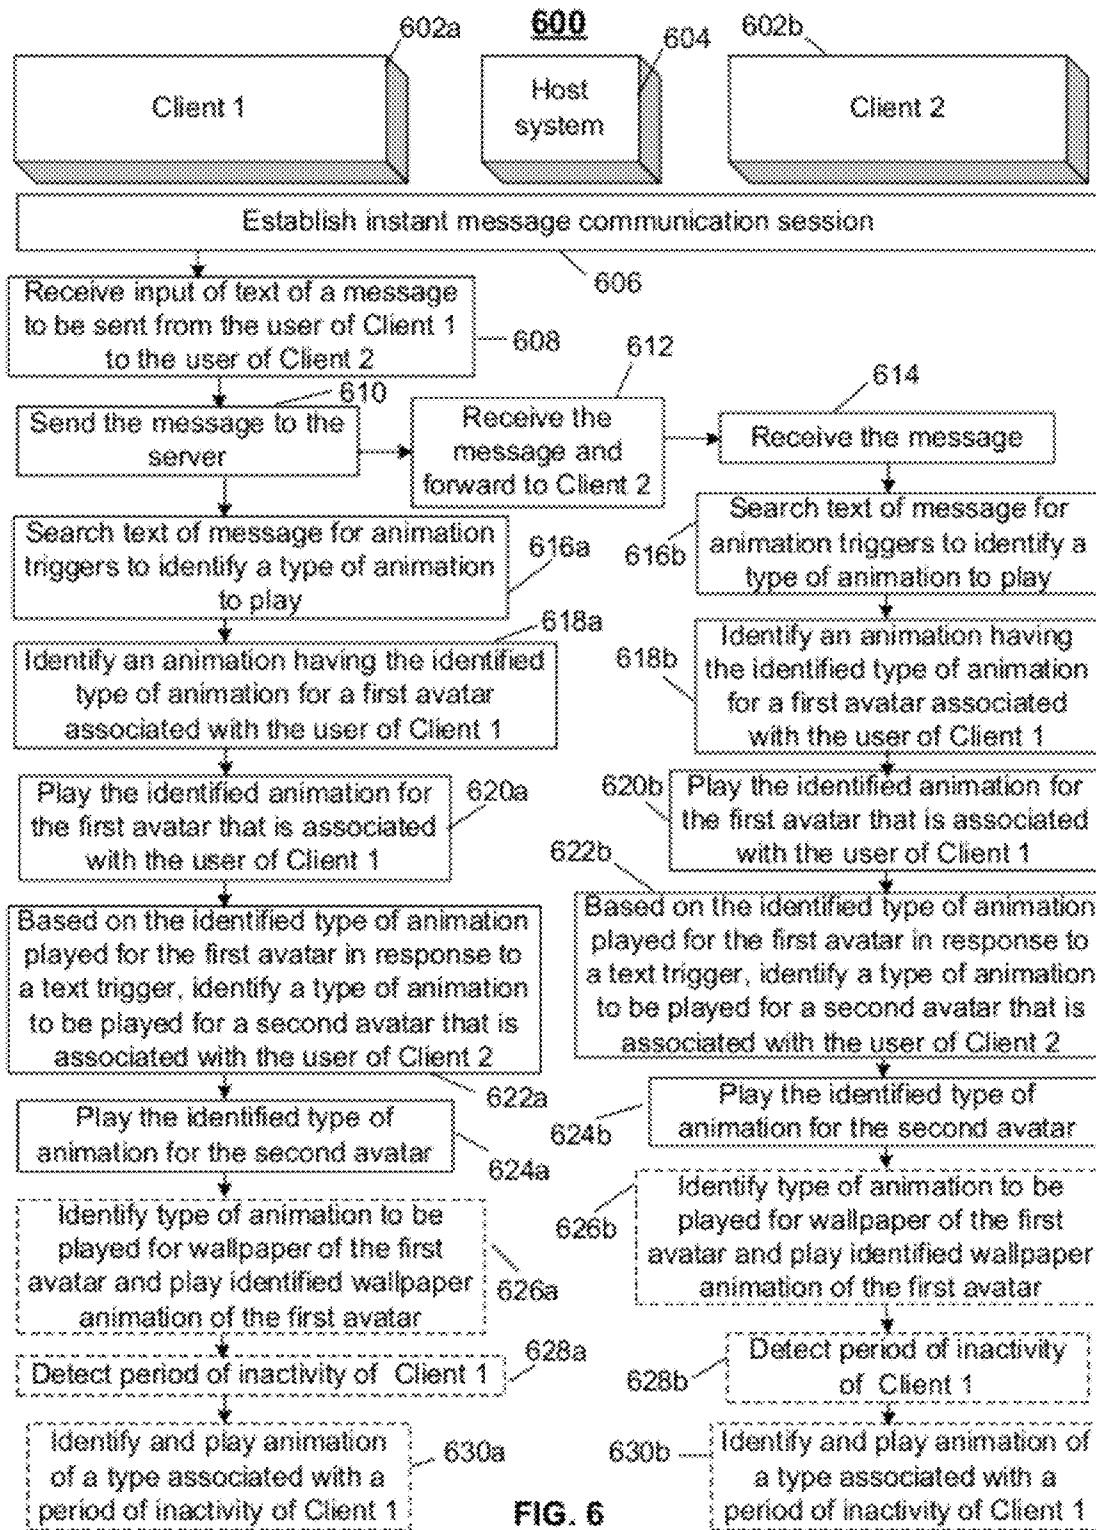 600
602a
604
602b
Client 1
Host
system
Client 2
Establish instant message communication session
606
Receive input of text of a message
to be sent from the user of Client 1
to the user of Client 2
608
610
Send the message to the
server
612
Receive the
message and
forward to Client 2
614
Receive the message
Search text of message for animation
triggers to identify a type of animation
to play
616a
618a
Identify an animation having the identified
type of animation for a first avatar
associated with the user of Client 1
Play the identified animation for
the first avatar that is associated
with the user of Client 1
620a
Based on the identified type of animation
played for the first avatar in response to
a text trigger, identify a type of animation
to be played for a second avatar that is
associated with the user of Client 2
622a
Play the identified type of
animation for the second avatar
624a
Identify type of animation to be
played for wallpaper of the first
avatar and play identified wallpaper
animation of the first avatar
626a
628a
Detect period of inactivity of Client 1
Identify and play animation
of a type associated with a
period of inactivity of Client 1
630a
Search text of message for
animation triggers to identify a
type of animation to play
616b
Identify an animation having
the identified type of animation
for a first avatar associated
with the user of Client 1
618b
Play the identified animation for
the first avatar that is associated
with the user of Client 1
620b
622b
Based on the identified type of animation
played for the first avatar in response to
a text trigger, identify a type of animation
to be played for a second avatar that is
associated with the user of Client 2
Play the identified type of
animation for the second avatar
624b
Identify type of animation to be
played for wallpaper of the first
avatar and play identified wallpaper
animation of the first avatar
626b
Detect period of inactivity
of Client 1
628b
Identify and play animation of
a type associated with a
period of inactivity of Client 1
630b
FIG. 6